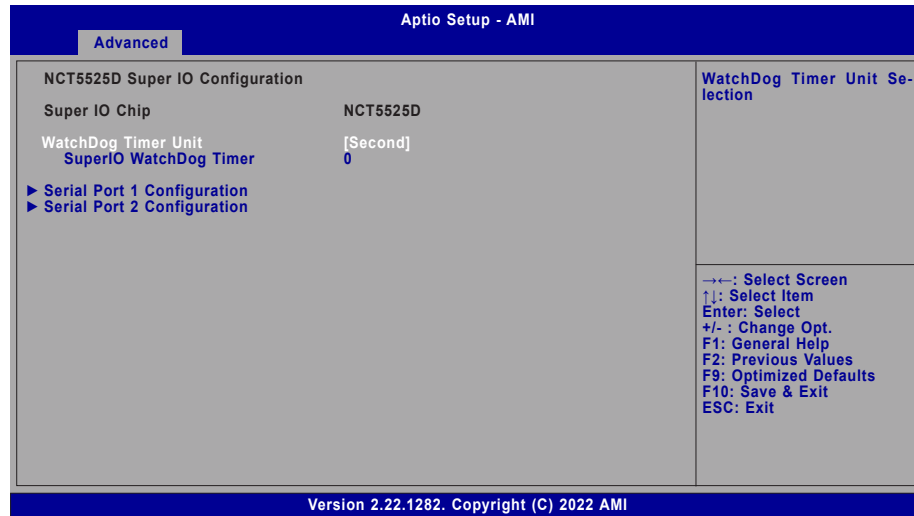 Aptio Setup - AMI
Advanced
NCT5525D Super IO Configuration
Super IO Chip NCT5525D
WatchDog Timer Unit [Second]
SuperIO WatchDog Timer 0
► Serial Port 1 Configuration
► Serial Port 2 Configuration
WatchDog Timer Unit Se-
lection
→←: Select Screen
↑↓: Select Item
Enter: Select
+/- : Change Opt.
F1: General Help
F2: Previous Values
F9: Optimized Defaults
F10: Save & Exit
ESC: Exit
Version 2.22.1282. Copyright (C) 2022 AMI